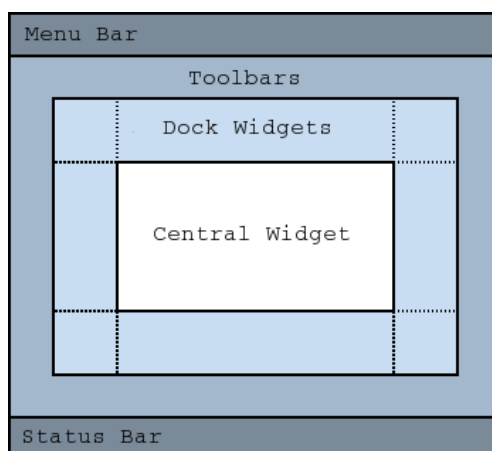 Menu Bar
Toolbars
Dock Widgets
Central Widget
Status Bar